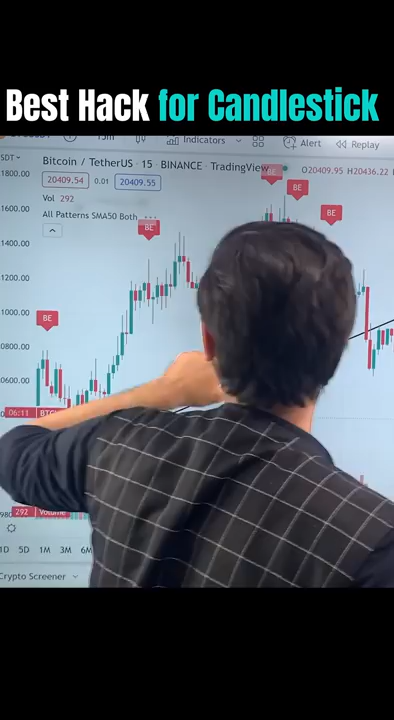 Best Hack for Candlestick
15m
Indicators
Alert
Replay
SDT
Bitcoin / TetherUS · 15 · BINANCE · TradingView
O20409.95 H20436.22
20409.54
0.01
20409.55
Vol 292
All Patterns SMA50 Both
1800.00
1600.00
1400.00
1200.00
1000.00
0800.00
0600.00
BE
BE
BE
BE
BE
06:11
292 Volume
1D 5D 1M 3M 6M
Crypto Screener